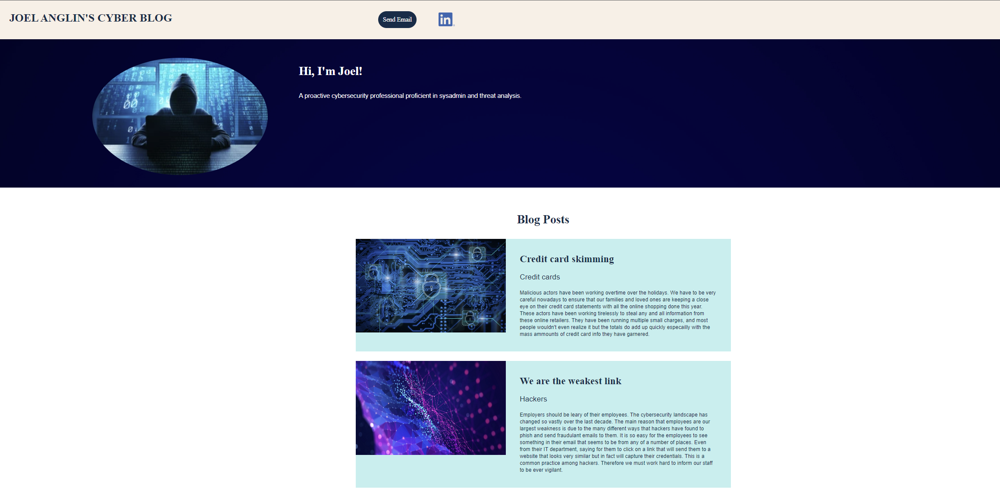 JOEL ANGLIN'S CYBER BLOG
Send Email
in
Hi, I'm Joel!
A proactive cybersecurity professional proficient in sysadmin and threat analysis.
Blog Posts
Credit card skimming
Credit cards
Malicious actors have been working overtime over the holidays. We have to be very
careful nowadays to ensure that our families and loved ones are keeping a close
eye on their credit card statements with all the online shopping done this year.
These actors have been working tirelessly to steal any and all information from
these online retailers. They have been running multiple small charges, and most
people wouldn't even realize it but the totals do add up quickly especailly with the
mass ammounts of credit card info they have garnered.
We are the weakest link
Hackers
Employers should be leary of their employees. The cybersecurity landscape has
changed so vastly over the last decade. The main reason that employees are our
largest weakness is due to the many different ways that hackers have found to
phish and send fraudulant emails to them. It is so easy for the employees to see
something in their email that seems to be from any of a number of places. Even
from their IT department, saying for them to click on a link that will send them to a
website that looks very similar but in fact will capture their credentials. This is a
common practice among hackers. Therefore we must work hard to inform our staff
to be ever vigilant.